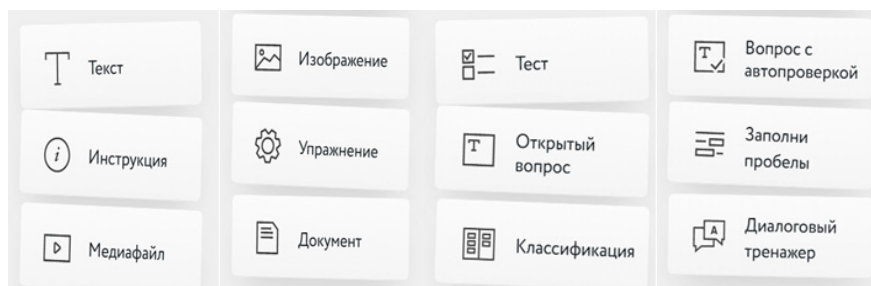 Текст
Инструкция
Медиафайл
Изображение
Упражнение
Документ
Тест
Открытый
вопрос
Классификация
Вопрос с
автопроверкой
Заполни
пробелы
Диалоговый
тренажер